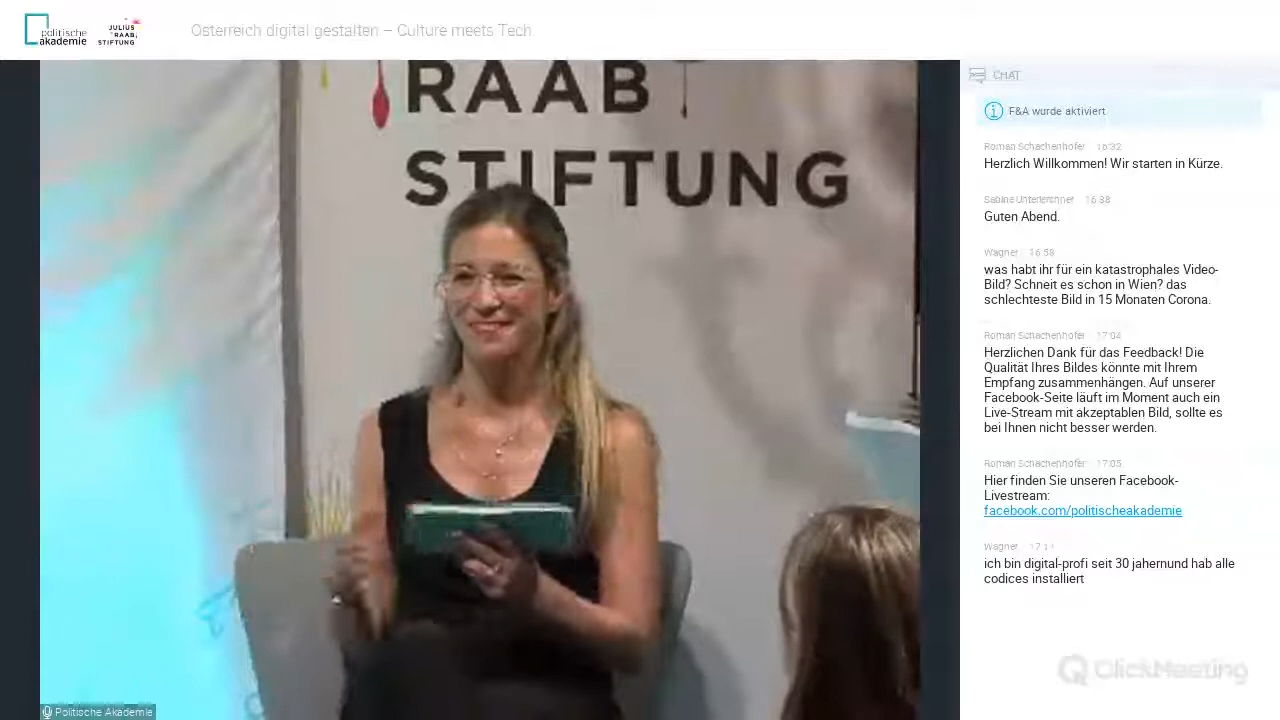 politische
akademie
JULIUS
RAAB
STIFTUNG
Österreich digital gestalten – Culture meets Tech
RAAB
STIFTUNG
Politische Akademie
CHAT
F&A wurde aktiviert.
Roman Schachenhofer 16:32
Herzlich Willkommen! Wir starten in Kürze.
Sabine Unterlerchner 16:38
Guten Abend.
Wagner 16:59
was habt ihr für ein katastrophales Video-
Bild? Schneit es schon in Wien? das
schlechteste Bild in 15 Monaten Corona.
Roman Schachenhofer 17:04
Herzlichen Dank für das Feedback! Die
Qualität Ihres Bildes könnte mit Ihrem
Empfang zusammenhängen. Auf unserer
Facebook-Seite läuft im Moment auch ein
Live-Stream mit akzeptablen Bild, sollte es
bei Ihnen nicht besser werden.
Roman Schachenhofer 17:05
Hier finden Sie unseren Facebook-
Livestream:
facebook.com/politischeakademie
Wagner
ich bin digital-profi seit 30 jahernund hab alle
codices installiert
ClickMeeting